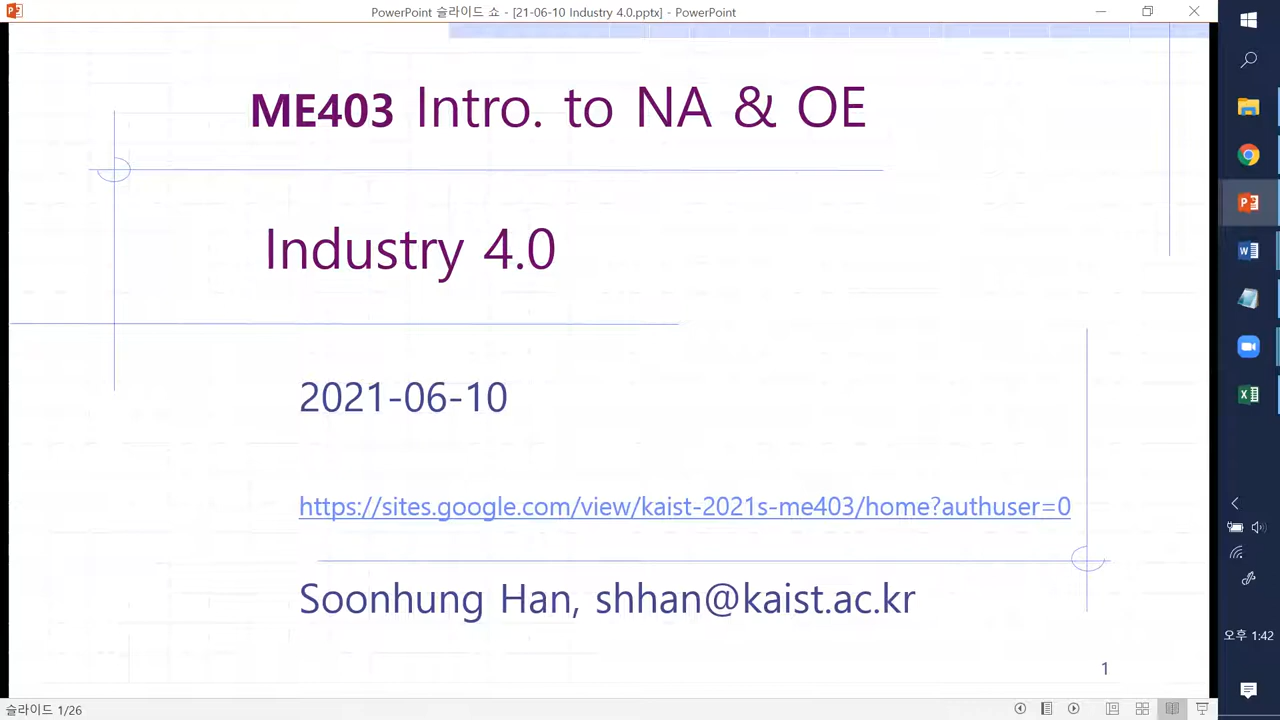 PowerPoint 슬라이드 쇼 - [21-06-10 Industry 4.0.pptx] - PowerPoint
ME403 Intro. to NA & OE
Industry 4.0
2021-06-10
https://sites.google.com/view/kaist-2021s-me403/home?authuser=0
Soonhung Han, shhan@kaist.ac.kr
1
오후 1:42
슬라이드 1/26